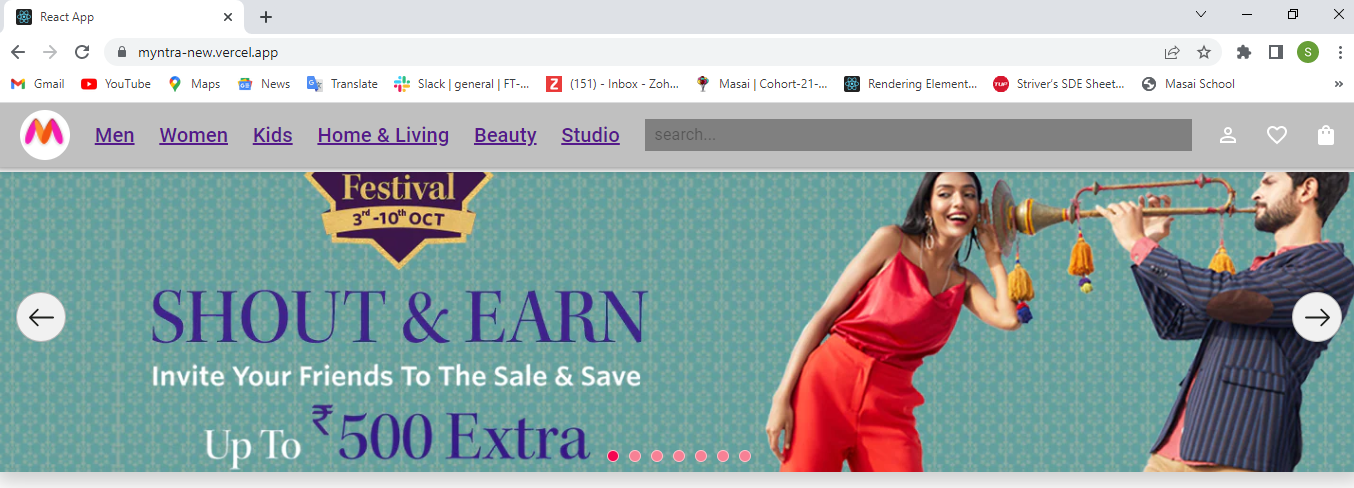 React App
myntra-new.vercel.app
S
Gmail YouTube Maps News Translate Slack | general | FT-... (151) - Inbox - Zoh... Masai | Cohort-21-... Rendering Element... TUF Striver's SDE Sheet... Masai School »
Men Women Kids Home & Living Beauty Studio search...
Festival
3rd -10th OCT
SHOUT & EARN
Invite Your Friends To The Sale & Save
Up To ₹500 Extra